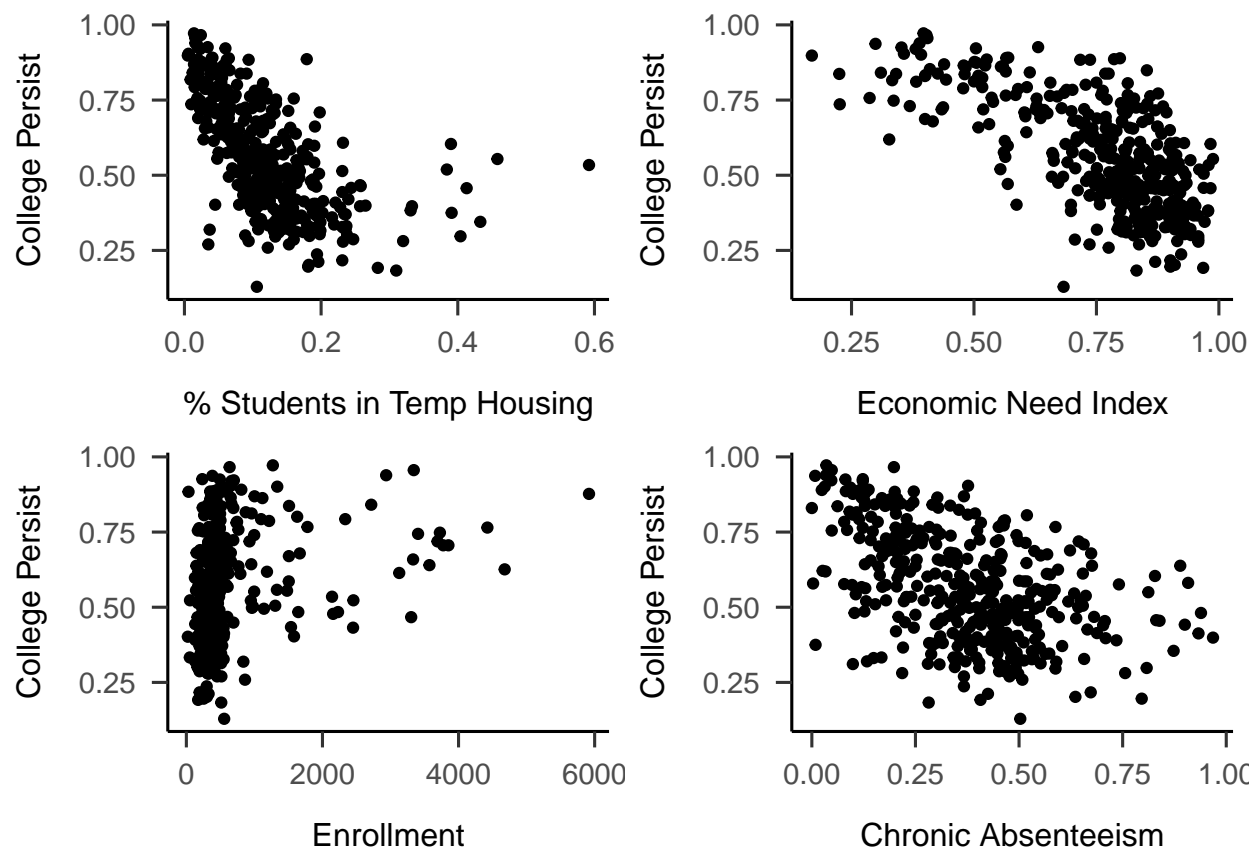 College Persist
1.00
0.75
0.50
0.25
0.0 0.2 0.4 0.6
% Students in Temp Housing
College Persist
1.00
0.75
0.50
0.25
0.25 0.50 0.75 1.00
Economic Need Index
College Persist
1.00
0.75
0.50
0.25
0 2000 4000 6000
Enrollment
College Persist
1.00
0.75
0.50
0.25
0.00 0.25 0.50 0.75 1.00
Chronic Absenteeism